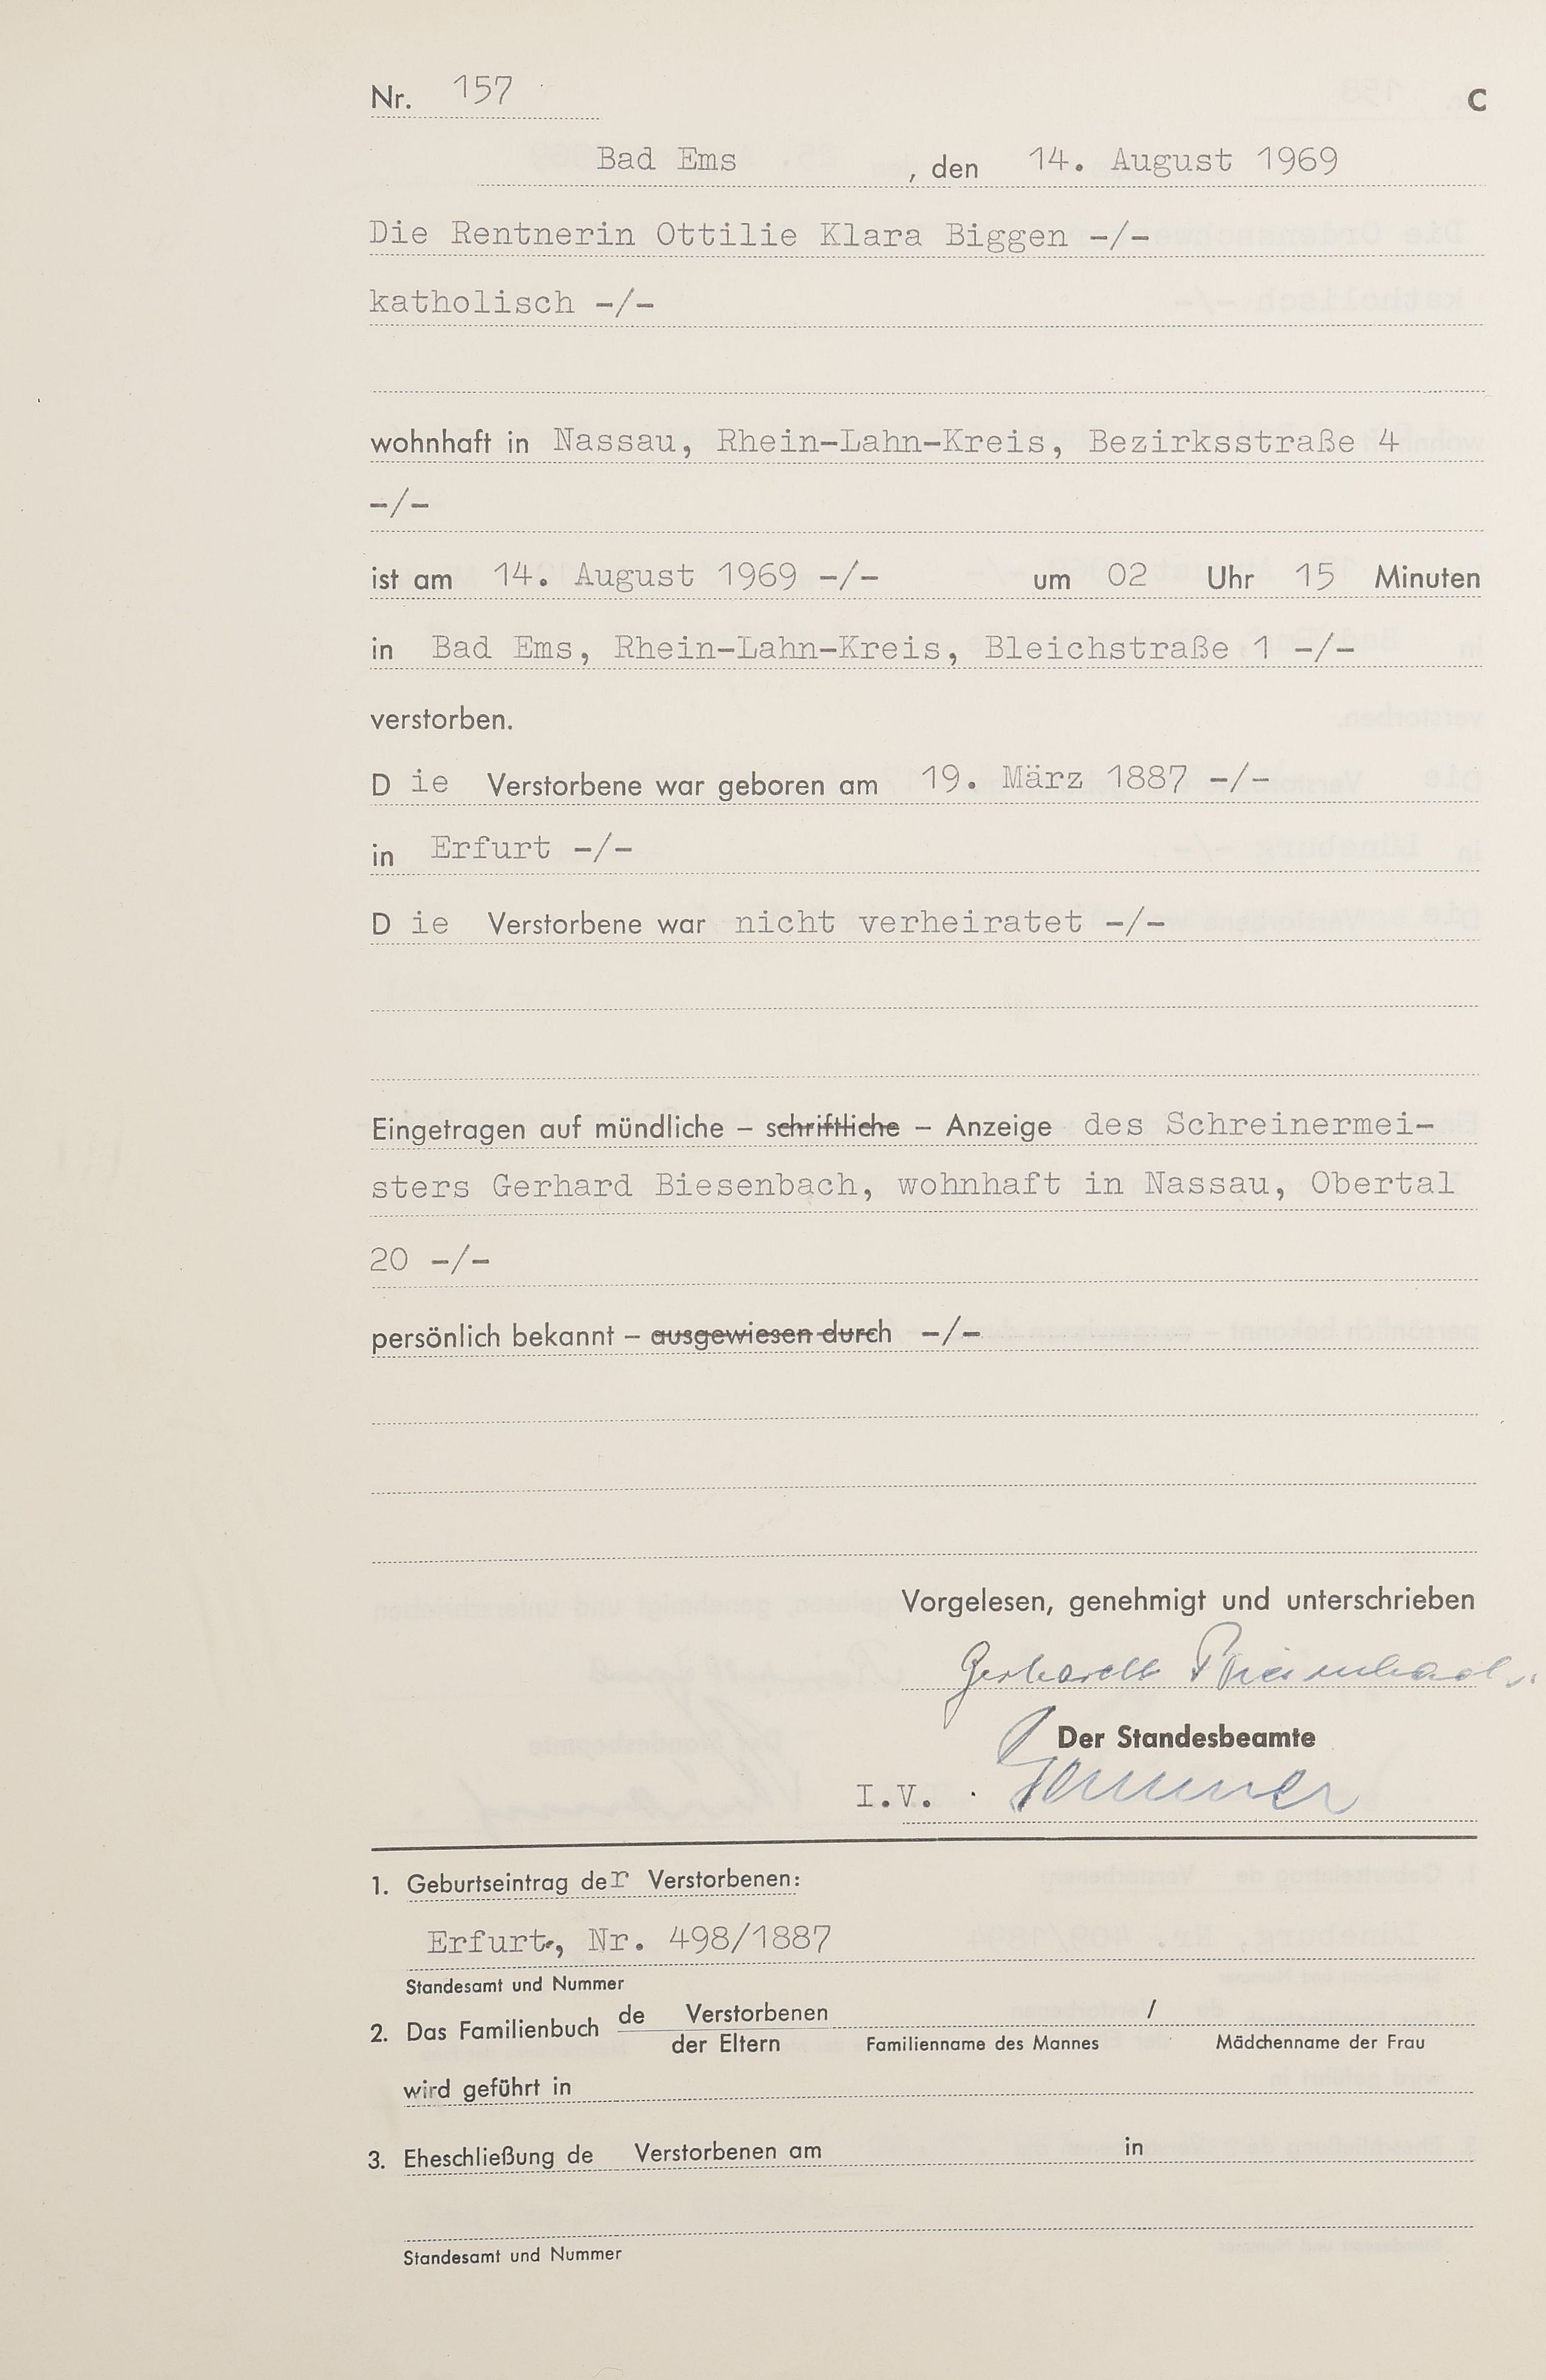 Nr. 157
C
Bad Ems , den 14. August 1969
Die Rentnerin Ottilie Klara Biggen -/-
katholisch -/-
wohnhaft in Nassau, Rhein-Lahn-Kreis, Bezirksstraße 4
-/-
ist am 14. August 1969 -/- um 02 Uhr 15 Minuten
in Bad Ems, Rhein-Lahn-Kreis, Bleichstraße 1 -/-
verstorben.
D ie Verstorbene war geboren am 19. März 1887 -/-
in Erfurt -/-
D ie Verstorbene war nicht verheiratet -/-
Eingetragen auf mündliche – schriftliche – Anzeige des Schreinermei-
sters Gerhard Biesenbach, wohnhaft in Nassau, Obertal
20 -/-
persönlich bekannt – ausgewiesen durch -/-
Vorgelesen, genehmigt und unterschrieben
Biesenbach
Der Standesbeamte
I.V.
1. Geburtseintrag der Verstorbenen:
Erfurt, Nr. 498/1887
Standesamt und Nummer
2. Das Familienbuch de Verstorbenen /
der Eltern Familienname des Mannes Mädchenname der Frau
wird geführt in
3. Eheschließung de Verstorbenen am in
Standesamt und Nummer